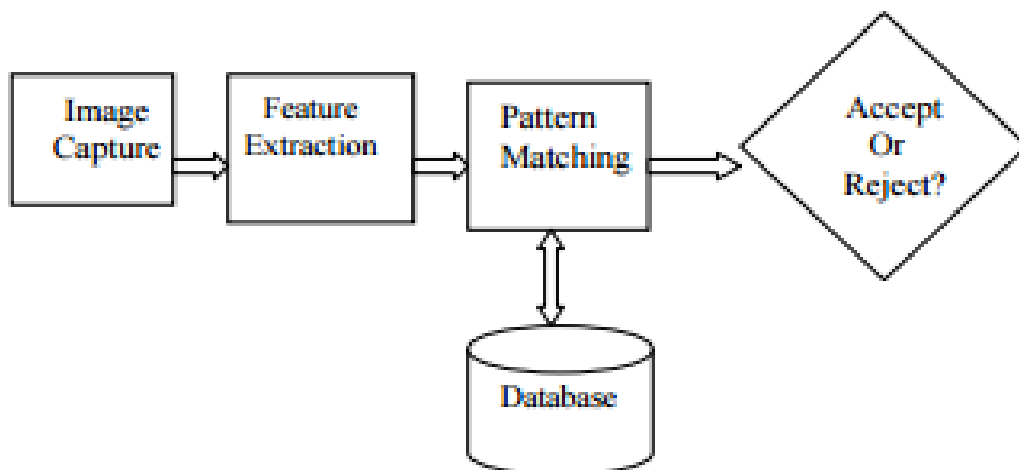 Image
Capture
Feature
Extraction
Pattern
Matching
Accept
Or
Reject?
Database